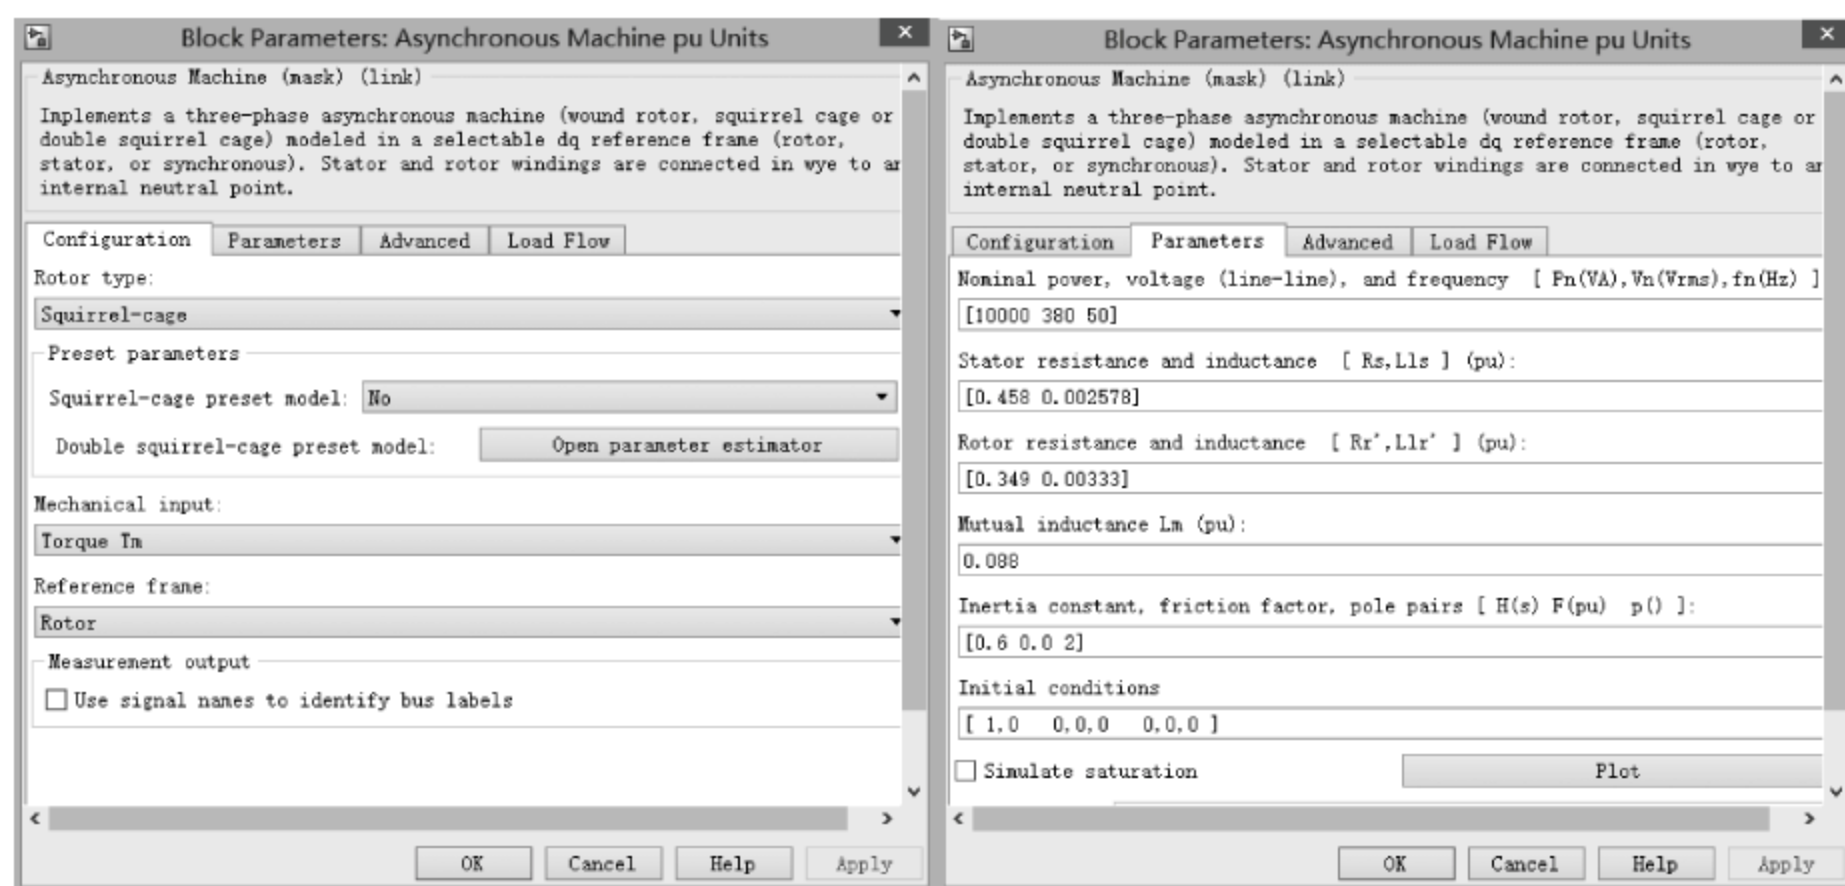 Block Parameters: Asynchronous Machine pu Units
Asynchronous Machine (mask) (link)
Implements a three-phase asynchronous machine (wound rotor, squirrel cage or
double squirrel cage) modeled in a selectable dq reference frame (rotor,
stator, or synchronous). Stator and rotor windings are connected in wye to an
internal neutral point.
Configuration Parameters Advanced Load Flow
Rotor type:
Squirrel-cage
Preset parameters
Squirrel-cage preset model: No
Double squirrel-cage preset model: Open parameter estimator
Mechanical input:
Torque Tm
Reference frame:
Rotor
Measurement output
Use signal names to identify bus labels
OK Cancel Help Apply
Block Parameters: Asynchronous Machine pu Units
Asynchronous Machine (mask) (link)
Implements a three-phase asynchronous machine (wound rotor, squirrel cage or
double squirrel cage) modeled in a selectable dq reference frame (rotor,
stator, or synchronous). Stator and rotor windings are connected in wye to an
internal neutral point.
Configuration Parameters Advanced Load Flow
Nominal power, voltage (line-line), and frequency [ Pn(VA),Vn(Vrms),fn(Hz) ]
[10000 380 50]
Stator resistance and inductance [ Rs,Lls ] (pu):
[0.458 0.002578]
Rotor resistance and inductance [ Rr',Llr' ] (pu):
[0.349 0.00333]
Mutual inductance Lm (pu):
0.088
Inertia constant, friction factor, pole pairs [ H(s) F(pu) p() ]:
[0.6 0.0 2]
Initial conditions
[ 1,0 0,0,0 0,0,0 ]
Simulate saturation Plot
OK Cancel Help Apply